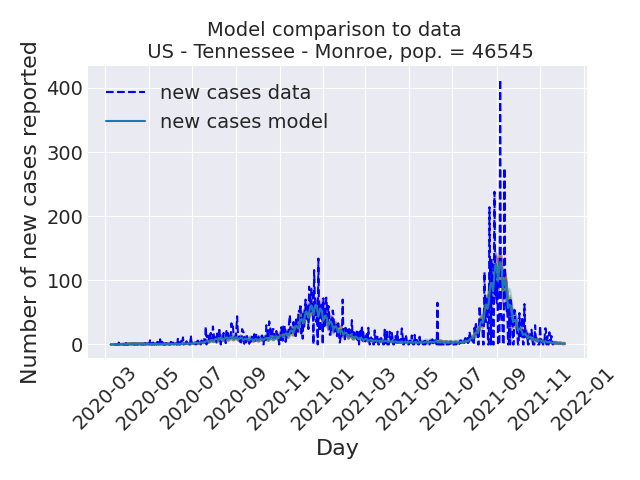 Model comparison to data
US - Tennessee - Monroe, pop. = 46545
Number of new cases reported
400
300
200
100
0
new cases data
new cases model
2020-03
2020-05
2020-07
2020-09
2020-11
2021-01
2021-03
2021-05
2021-07
2021-09
2021-11
2022-01
Day